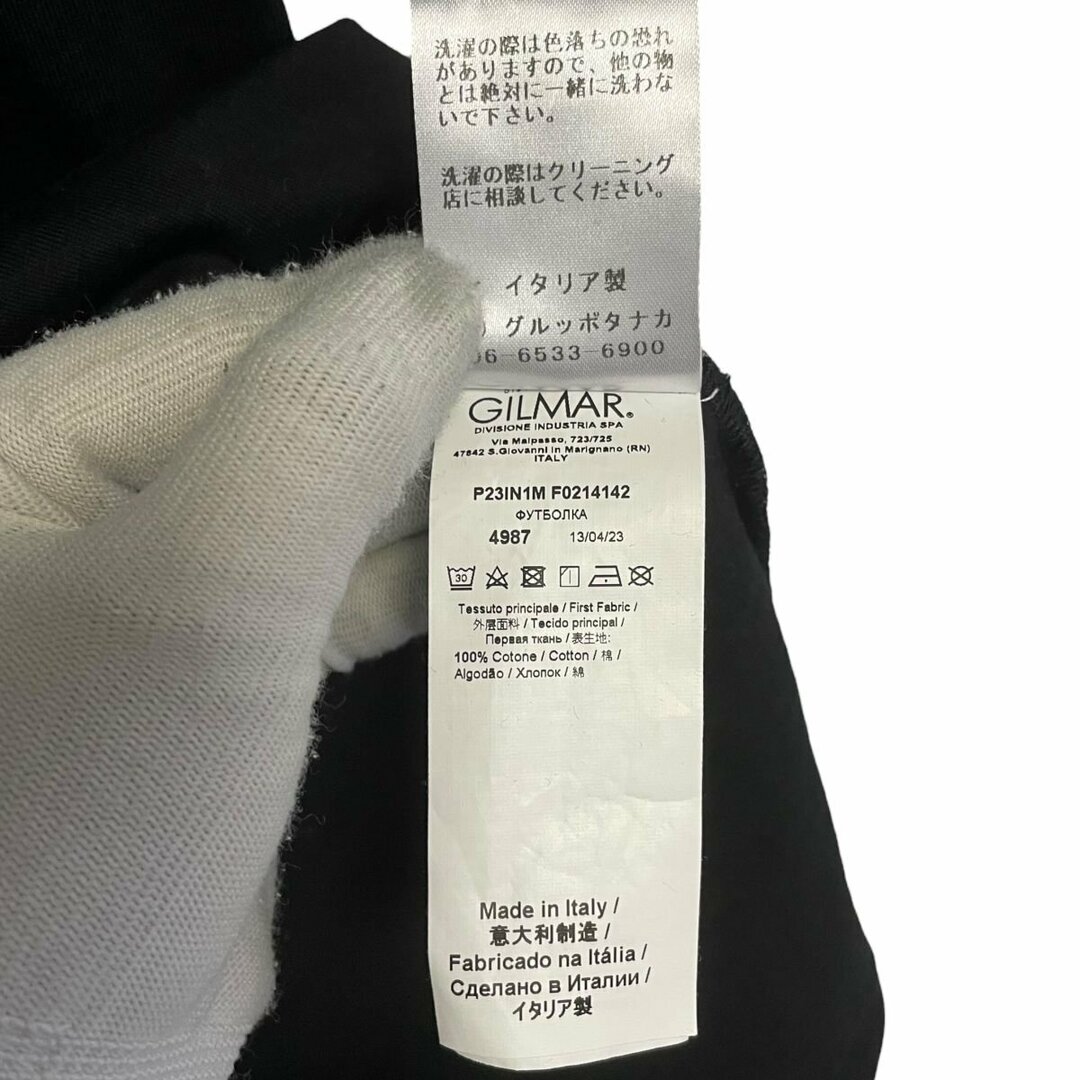 洗濯の際は色落ちの恐れ
がありますので、他の物
とは絶対に一緒に洗わな
いで下さい。
洗濯の際はクリーニング
店に相談してください。
イタリア製
グルッポタナカ
06-6533-6900
GILMAR®
DIVISIONE INDUSTRIA SPA
Via Malpasso, 723/725
47842 S.Giovanni in Marignano (RN)
ITALY
P23IN1M F0214142
ФУТБОЛКА
4987 13/04/23
30
Tessuto principale / First Fabric /
外层面料 / Tecido principal /
Первая ткань / 表生地:
100% Cotone / Cotton / 棉 /
Algodão / Хлопок / 綿
Made in Italy /
意大利制造 /
Fabricado na Itália /
Сделано в Италии /
イタリア製